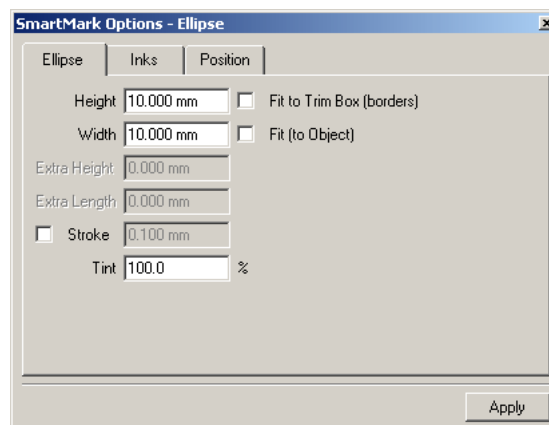 SmartMark Options - Ellipse
Ellipse Inks Position
Height 10.000 mm Fit to Trim Box (borders)
Width 10.000 mm Fit (to Object)
Extra Height 0.000 mm
Extra Length 0.000 mm
Stroke 0.100 mm
Tint 100.0 %
Apply